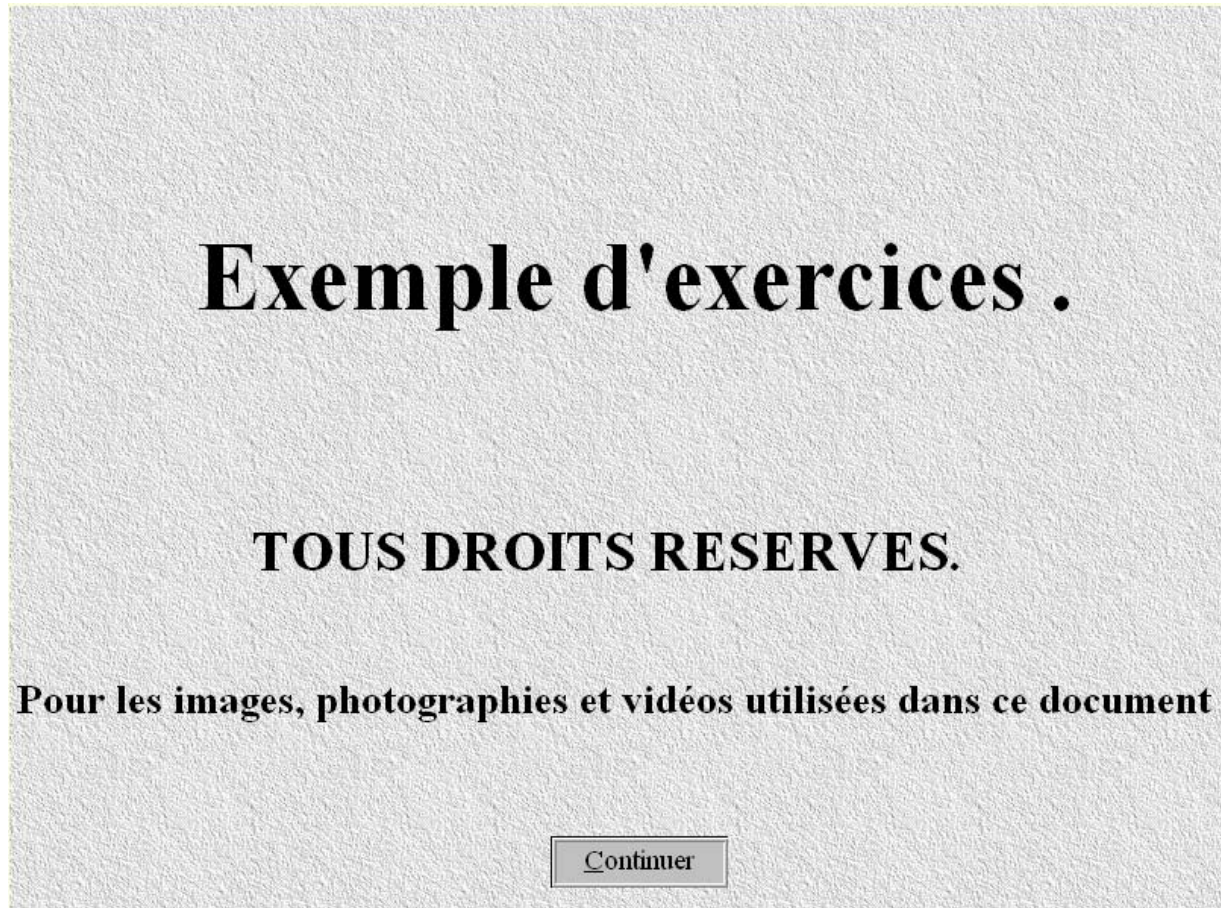 Exemple d'exercices .
TOUS DROITS RESERVES.
Pour les images, photographies et vidéos utilisées dans ce document
Continuer